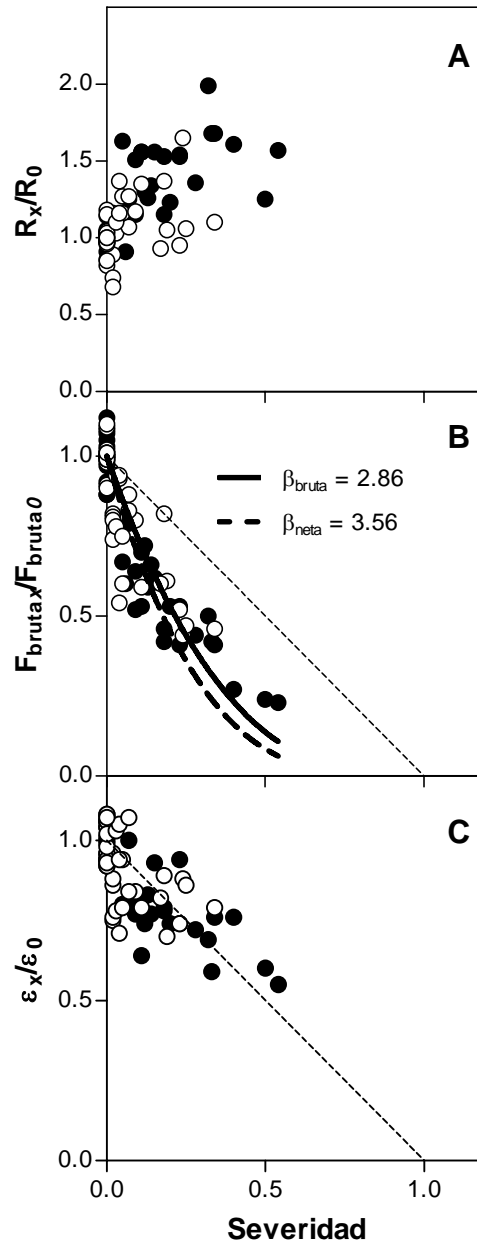 A
2.0
1.5
1.0
0.5
0.0
Rx/R0
B
βbruta = 2.86
βneta = 3.56
1.0
0.5
0.0
Fbrutax/Fbruta0
C
1.0
0.5
0.0
εx/ε0
0.0 0.5 1.0
Severidad